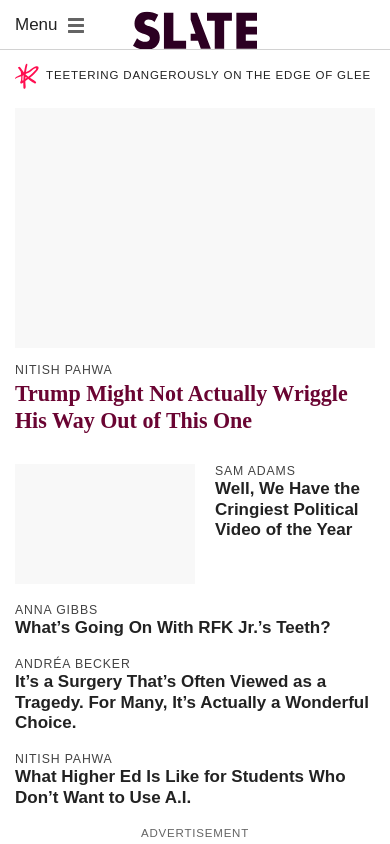 Menu
SLATE
TEETERING DANGEROUSLY ON THE EDGE OF GLEE
NITISH PAHWA
Trump Might Not Actually Wriggle
His Way Out of This One
SAM ADAMS
Well, We Have the
Cringiest Political
Video of the Year
ANNA GIBBS
What’s Going On With RFK Jr.’s Teeth?
ANDRÉA BECKER
It’s a Surgery That’s Often Viewed as a
Tragedy. For Many, It’s Actually a Wonderful
Choice.
NITISH PAHWA
What Higher Ed Is Like for Students Who
Don’t Want to Use A.I.
ADVERTISEMENT